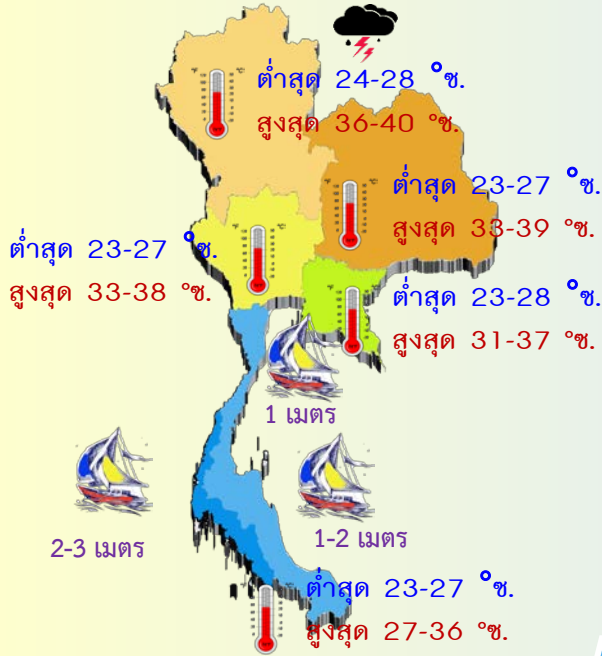 ต่ำสุด 24-28 °ซ.
สูงสุด 36-40 °ซ.
ต่ำสุด 23-27 °ซ.
สูงสุด 33-39 °ซ.
ต่ำสุด 23-27 °ซ.
สูงสุด 33-38 °ซ.
ต่ำสุด 23-28 °ซ.
สูงสุด 31-37 °ซ.
1 เมตร
2-3 เมตร
1-2 เมตร
ต่ำสุด 23-27 °ซ.
สูงสุด 27-36 °ซ.